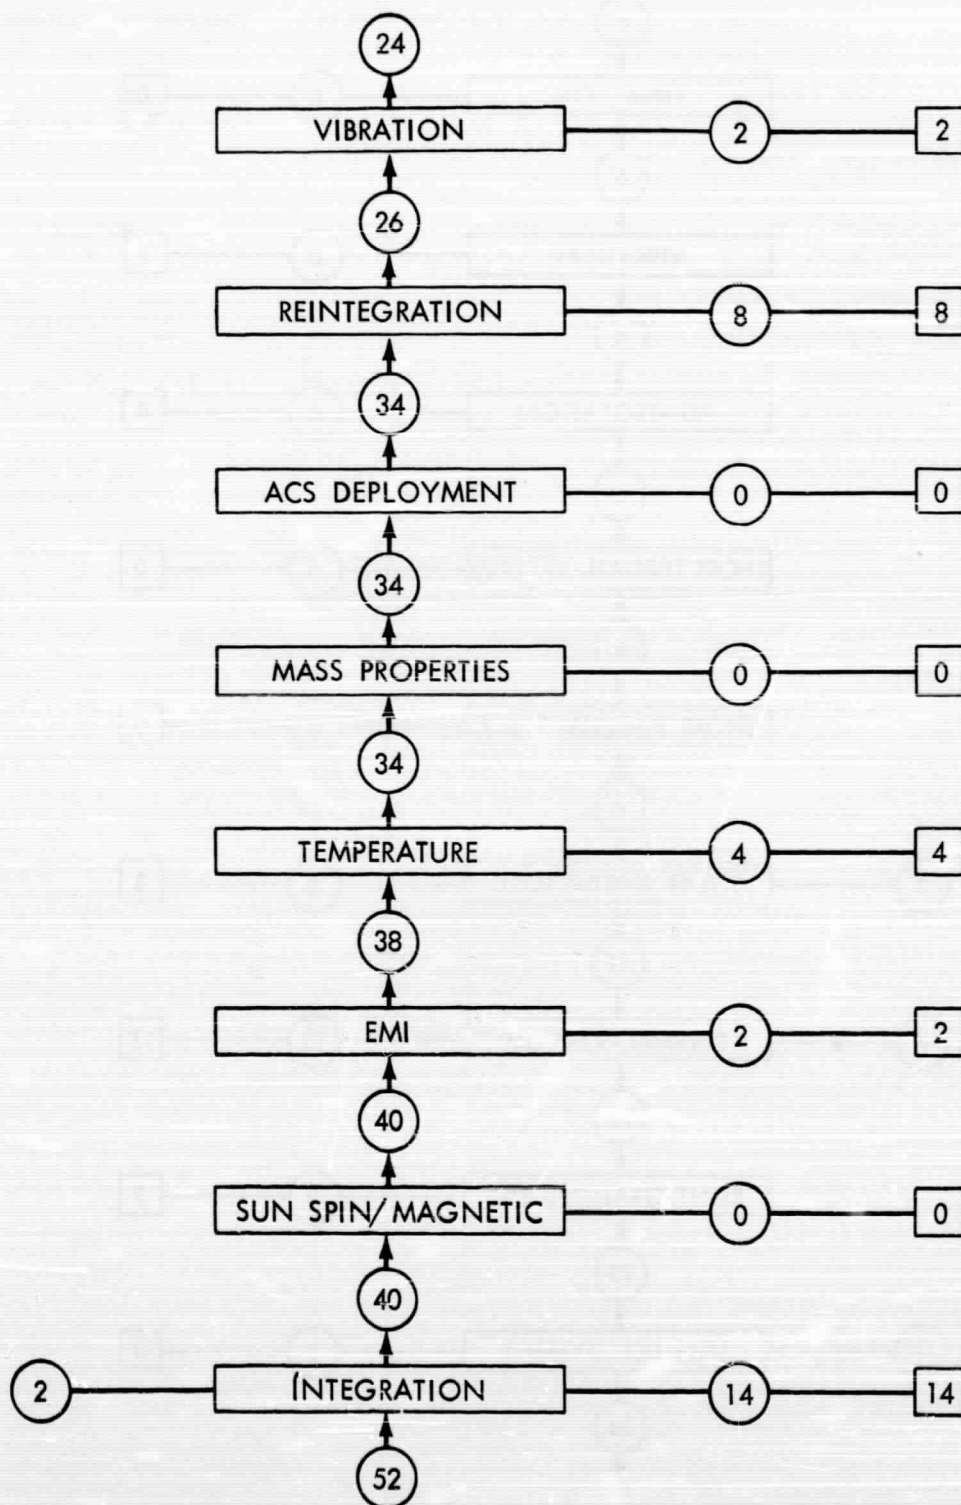 24
VIBRATION 2 2
26
REINTEGRATION 8 8
34
ACS DEPLOYMENT 0 0
34
MASS PROPERTIES 0 0
34
TEMPERATURE 4 4
38
EMI 2 2
40
SUN SPIN/MAGNETIC 0 0
40
2 INTEGRATION 14 14
52